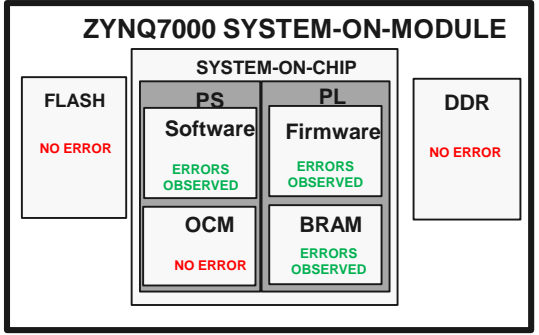 ZYNQ7000 SYSTEM-ON-MODULE
SYSTEM-ON-CHIP
FLASH
NO ERROR
PS
Software
ERRORS
OBSERVED
OCM
NO ERROR
PL
Firmware
ERRORS
OBSERVED
BRAM
ERRORS
OBSERVED
DDR
NO ERROR